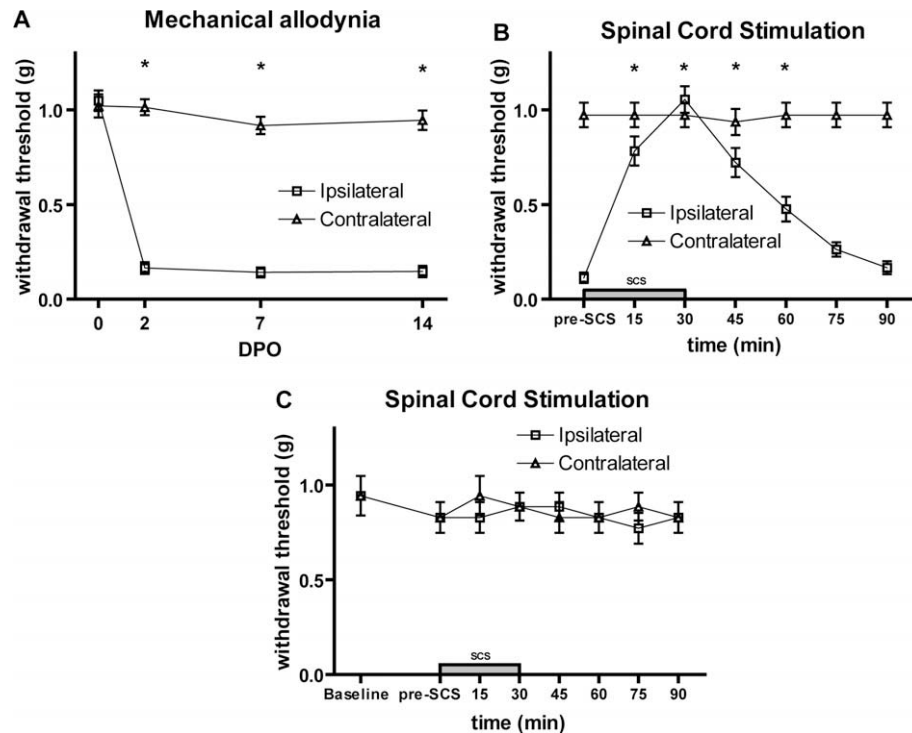 A
Mechanical allodynia
withdrawal threshold (g)
1.0
0.5
0.0
* * *
Ipsilateral
Contralateral
0 2 7 14
DPO
B
Spinal Cord Stimulation
withdrawal threshold (g)
1.0
0.5
0.0
* * * *
Ipsilateral
Contralateral
scs
pre-SCS 15 30 45 60 75 90
time (min)
C
Spinal Cord Stimulation
withdrawal threshold (g)
1.0
0.5
0.0
Ipsilateral
Contralateral
scs
Baseline pre-SCS 15 30 45 60 75 90
time (min)